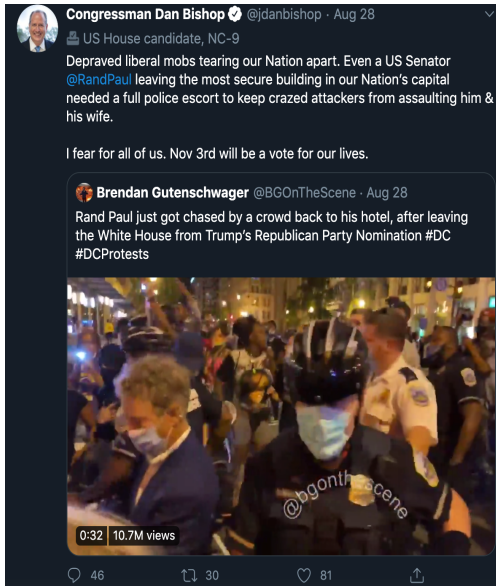 Congressman Dan Bishop @jdanbishop · Aug 28
US House candidate, NC-9
Depraved liberal mobs tearing our Nation apart. Even a US Senator
@RandPaul leaving the most secure building in our Nation's capital
needed a full police escort to keep crazed attackers from assaulting him &
his wife.
I fear for all of us. Nov 3rd will be a vote for our lives.
Brendan Gutenschwager @BGOnTheScene · Aug 28
Rand Paul just got chased by a crowd back to his hotel, after leaving
the White House from Trump's Republican Party Nomination #DC
#DCProtests
@bgonthescene
0:32 10.7M views
46 30 81